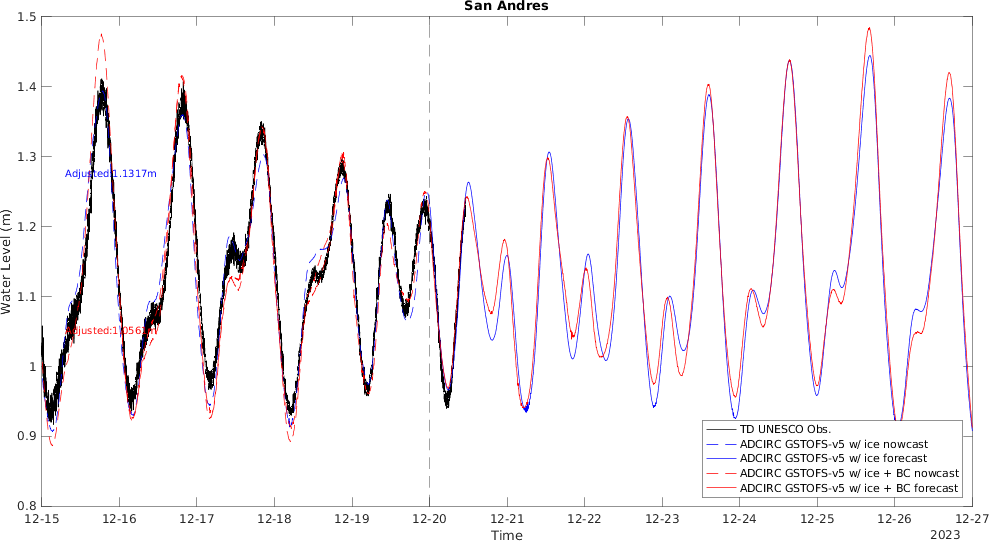 San Andres
Water Level (m)
1.5
1.4
1.3
1.2
1.1
1
0.9
0.8
Adjusted:1.1317m
TD UNESCO Obs.
ADCIRC GSTOFS-v5 w/ ice nowcast
ADCIRC GSTOFS-v5 w/ ice forecast
ADCIRC GSTOFS-v5 w/ ice + BC nowcast
ADCIRC GSTOFS-v5 w/ ice + BC forecast
12-15 12-16 12-17 12-18 12-19 12-20 12-21 12-22 12-23 12-24 12-25 12-26 12-27
Time
2023